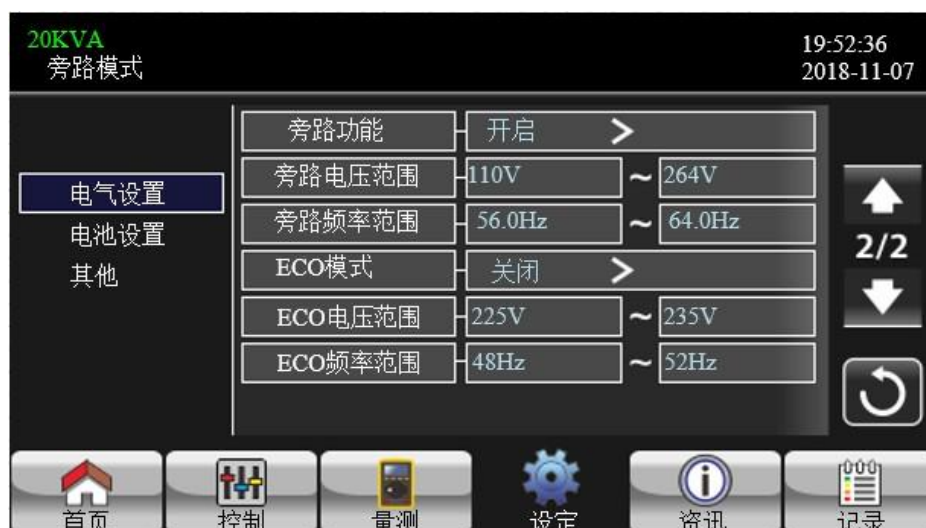 20KVA
旁路模式
19:52:36
2018-11-07
电气设置
电池设置
其他
旁路功能 开启 >
旁路电压范围 110V ~ 264V
旁路频率范围 56.0Hz ~ 64.0Hz
ECO模式 关闭 >
ECO电压范围 225V ~ 235V
ECO频率范围 48Hz ~ 52Hz
2/2
首页 控制 量测 设定 资讯 记录